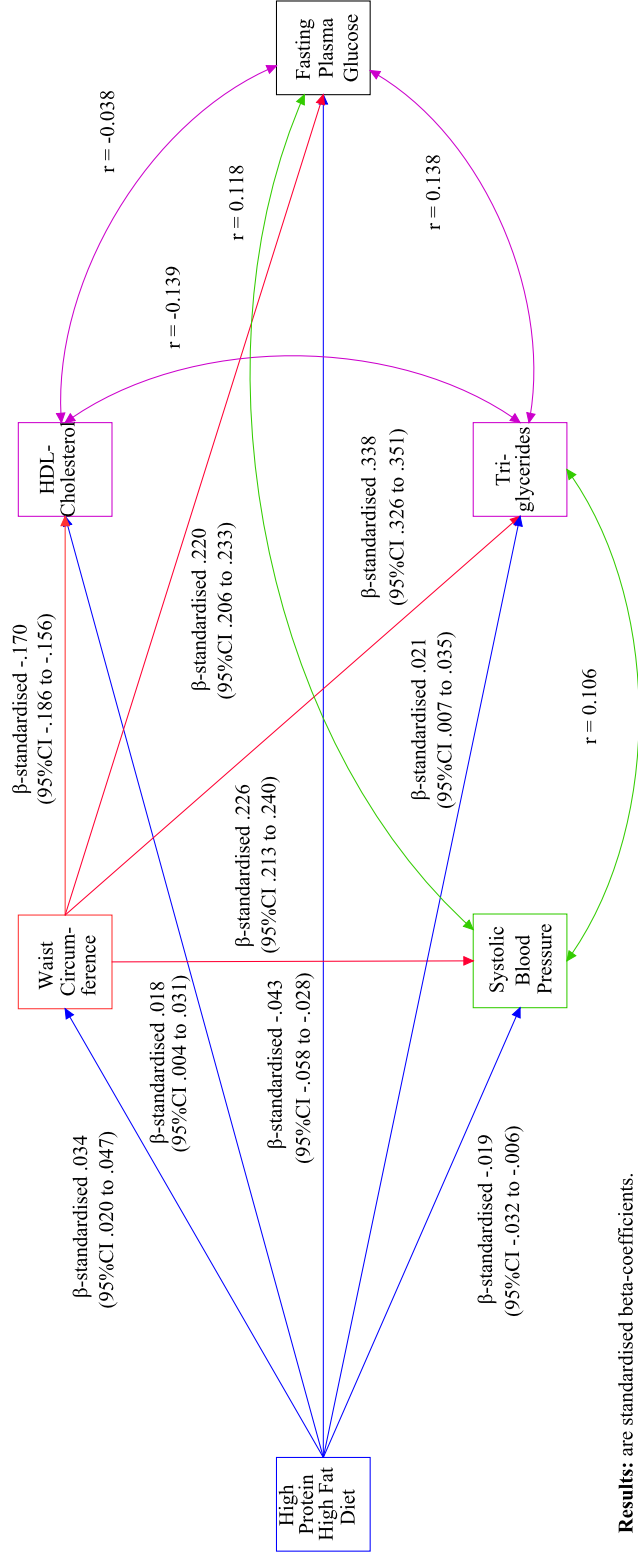 High
Protein
High Fat
Diet
β-standardised .034
(95%CI .020 to .047)
β-standardised .018
(95%CI .004 to .031)
β-standardised -.043
(95%CI -.058 to -.028)
β-standardised -.019
(95%CI -.032 to -.006)
Waist
Circum-
ference
Systolic
Blood
Pressure
β-standardised -.170
(95%CI -.186 to -.156)
β-standardised .220
(95%CI .206 to .233)
β-standardised .226
(95%CI .213 to .240)
β-standardised .338
(95%CI .326 to .351)
β-standardised .021
(95%CI .007 to .035)
HDL-
Cholesterol
Tri-
glycerides
r = -0.038
r = -0.139
r = 0.118
r = 0.138
r = 0.106
Fasting
Plasma
Glucose
Results: are standardised beta-coefficients.